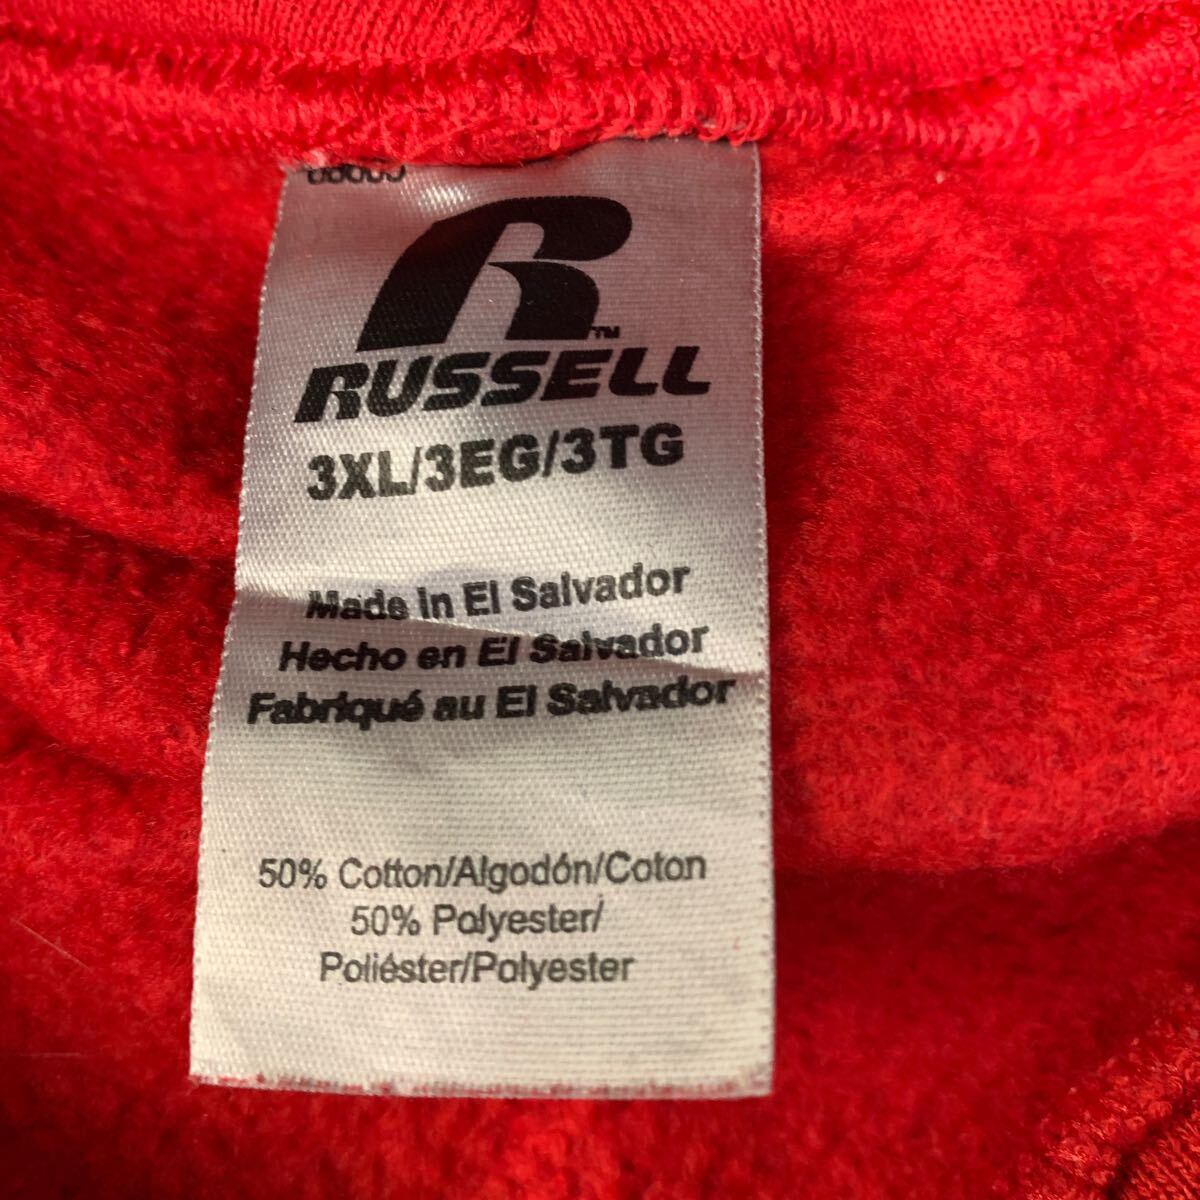 R™
RUSSELL
3XL/3EG/3TG
Made In El Salvador
Hecho en El Salvador
Fabriqué au El Salvador
50% Cotton/Algodón/Coton
50% Polyester/
Poliéster/Polyester